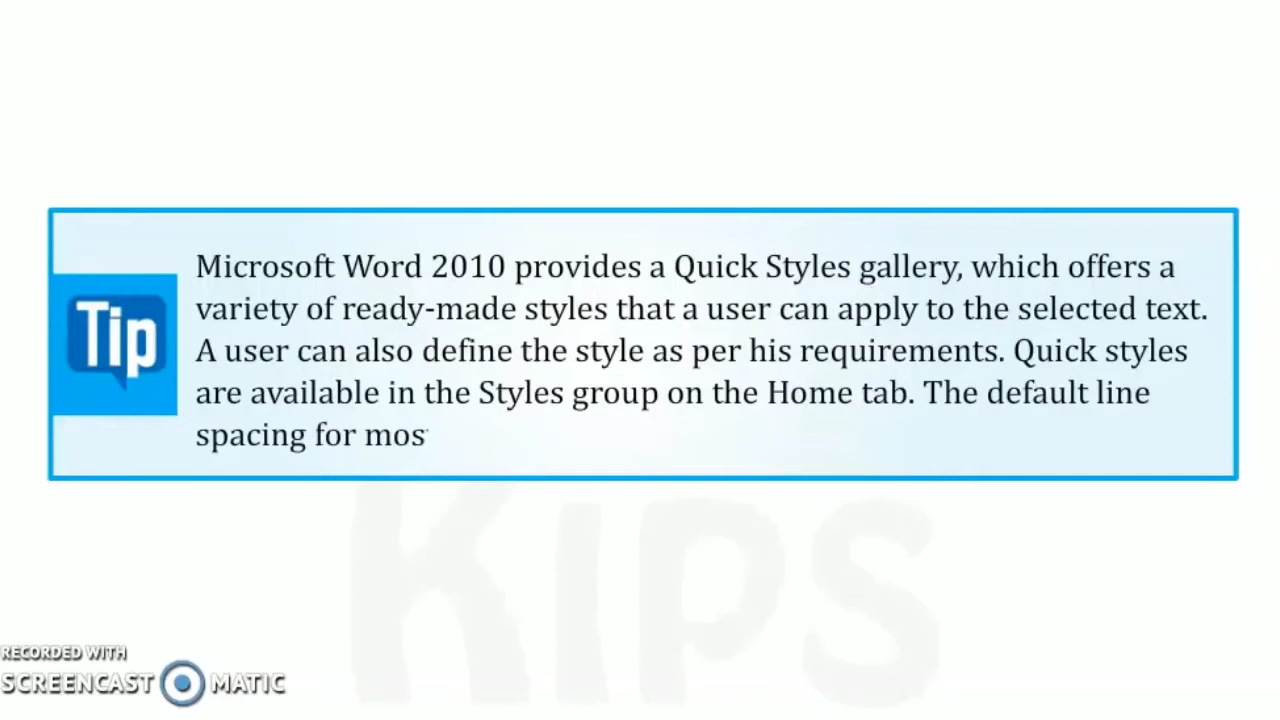 Microsoft Word 2010 provides a Quick Styles gallery, which offers a
variety of ready-made styles that a user can apply to the selected text.
Tip
A user can also define the style as per his requirements. Quick styles
are available in the Styles group on the Home tab. The default line
spacing for mos
Kips
RECORDED WITH
SCREENCAST MATIC